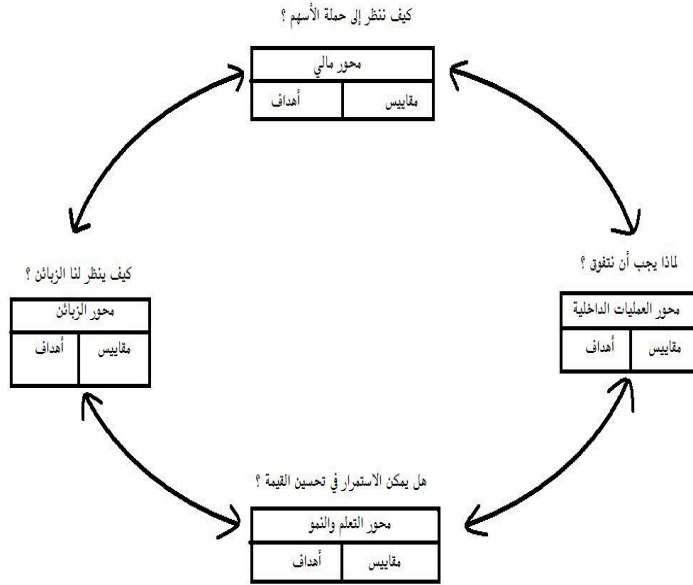 كيف ننظر إلى حملة الأسهم ؟
محور مالي
مقاييس
أهداف
لماذا يجب أن نتفوق ؟
محور العمليات الداخلية
مقاييس
أهداف
كيف ينظر لنا الزبائن ؟
محور الزبائن
مقاييس
أهداف
هل يمكن الاستمرار في تحسين القيمة ؟
محور التعلم والنمو
مقاييس
أهداف